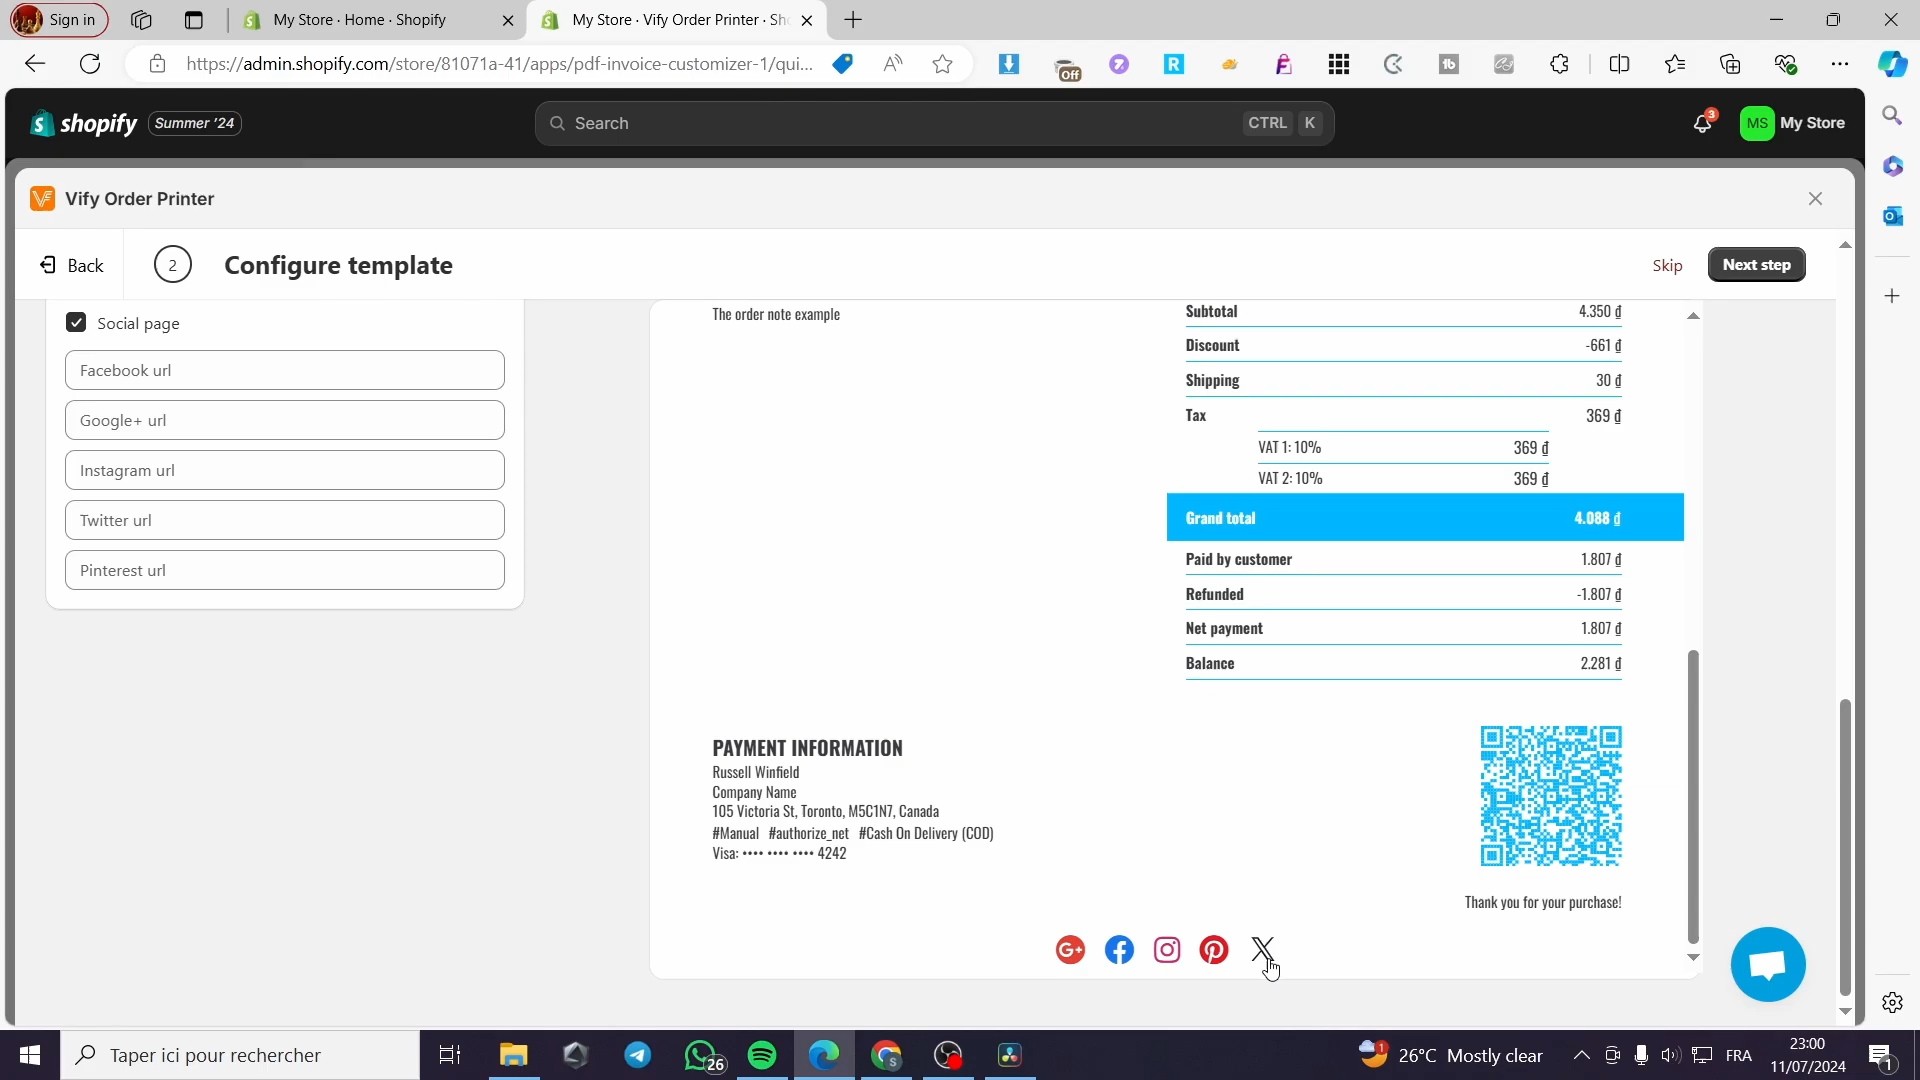 Sign in
My Store · Home · Shopify
My Store · Vify Order Printer · Sh
https://admin.shopify.com/store/81071a-41/apps/pdf-invoice-customizer-1/qui...
Off
R
tb
shopify
Summer '24
Search
CTRL
K
3
MS
My Store
Vify Order Printer
Back
2
Configure template
Skip
Next step
Social page
Facebook url
Google+ url
Instagram url
Twitter url
Pinterest url
The order note example
Subtotal 4.350 ₫
Discount -661 ₫
Shipping 30 ₫
Tax 369 ₫
VAT 1: 10% 369 ₫
VAT 2: 10% 369 ₫
Grand total 4.088 ₫
Paid by customer 1.807 ₫
Refunded -1.807 ₫
Net payment 1.807 ₫
Balance 2.281 ₫
PAYMENT INFORMATION
Russell Winfield
Company Name
105 Victoria St, Toronto, M5C1N7, Canada
#Manual #authorize_net #Cash On Delivery (COD)
Visa: •••• •••• •••• 4242
Thank you for your purchase!
G+
Taper ici pour rechercher
26
S
1
26°C Mostly clear
FRA
23:00
11/07/2024
1